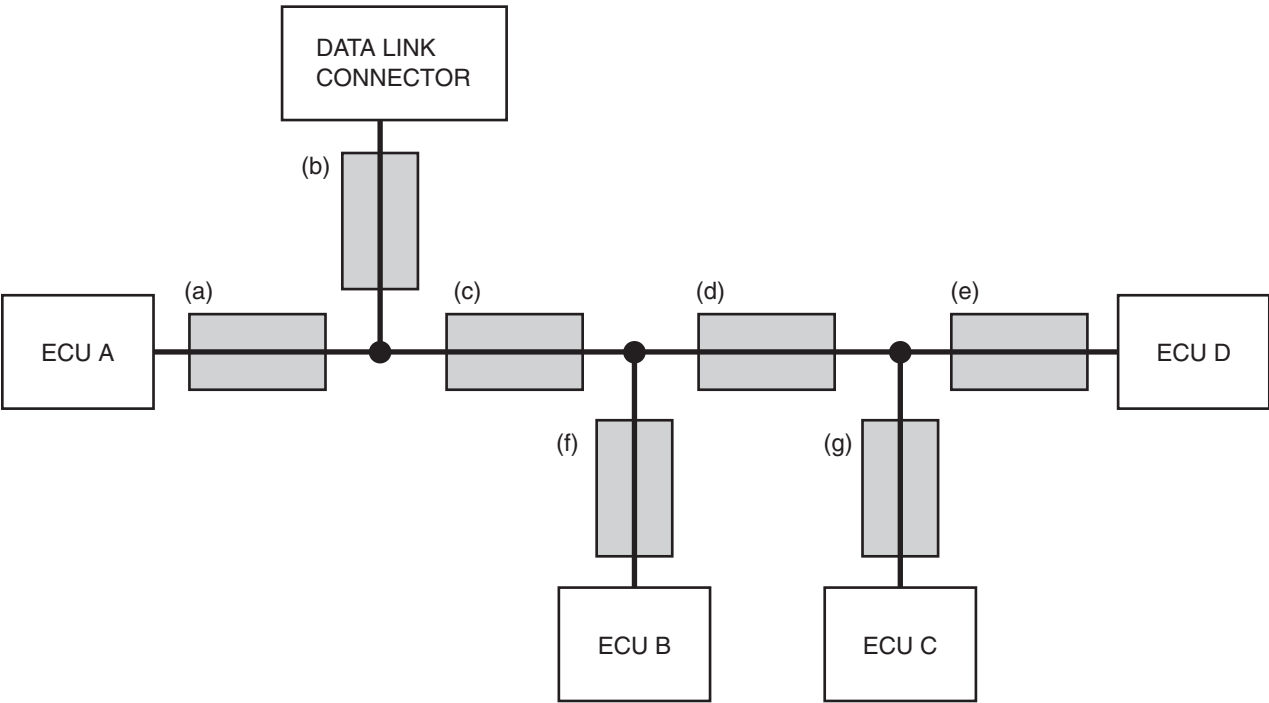 DATA LINK
CONNECTOR
(b)
(a)
(c)
(d)
(e)
ECU A
ECU D
(f)
(g)
ECU B
ECU C